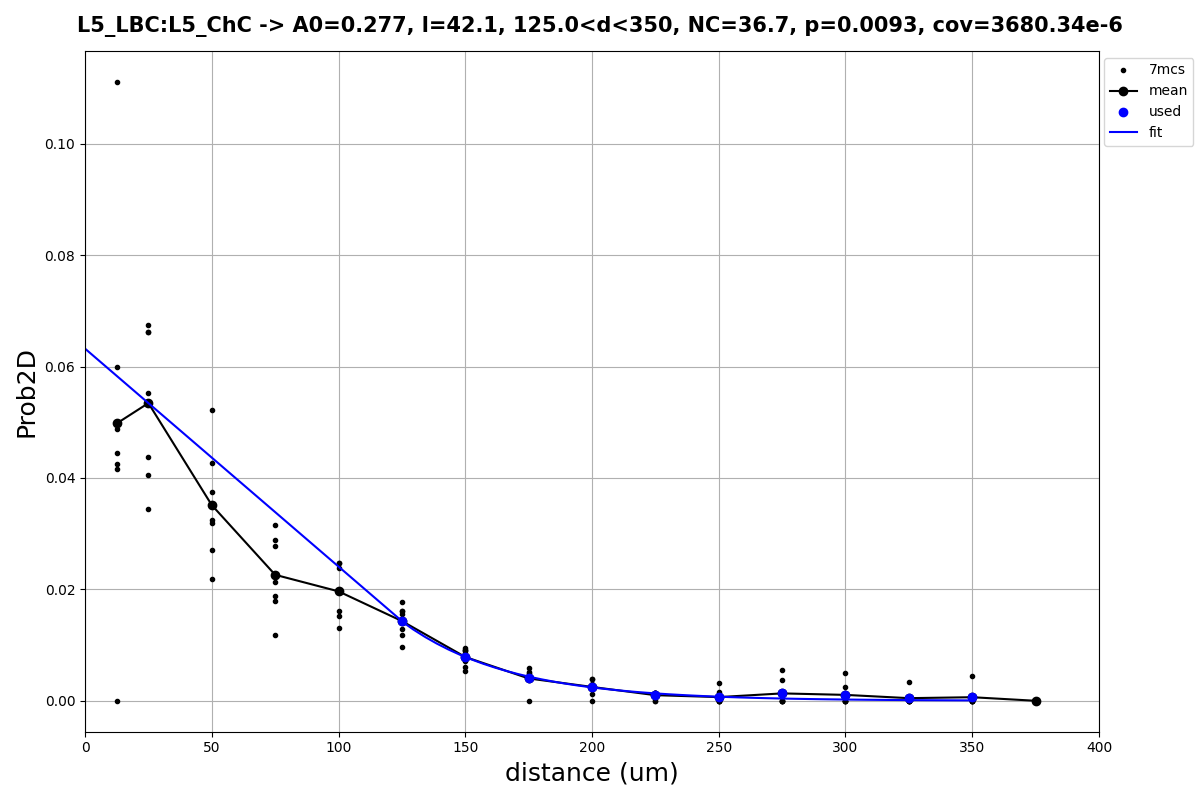 L5_LBC:L5_ChC -> A0=0.277, l=42.1, 125.0<d<350, NC=36.7, p=0.0093, cov=3680.34e-6
7mcs
mean
used
fit
0.10
0.08
0.06
0.04
0.02
0.00
Prob2D
0 50 100 150 200 250 300 350 400
distance (um)